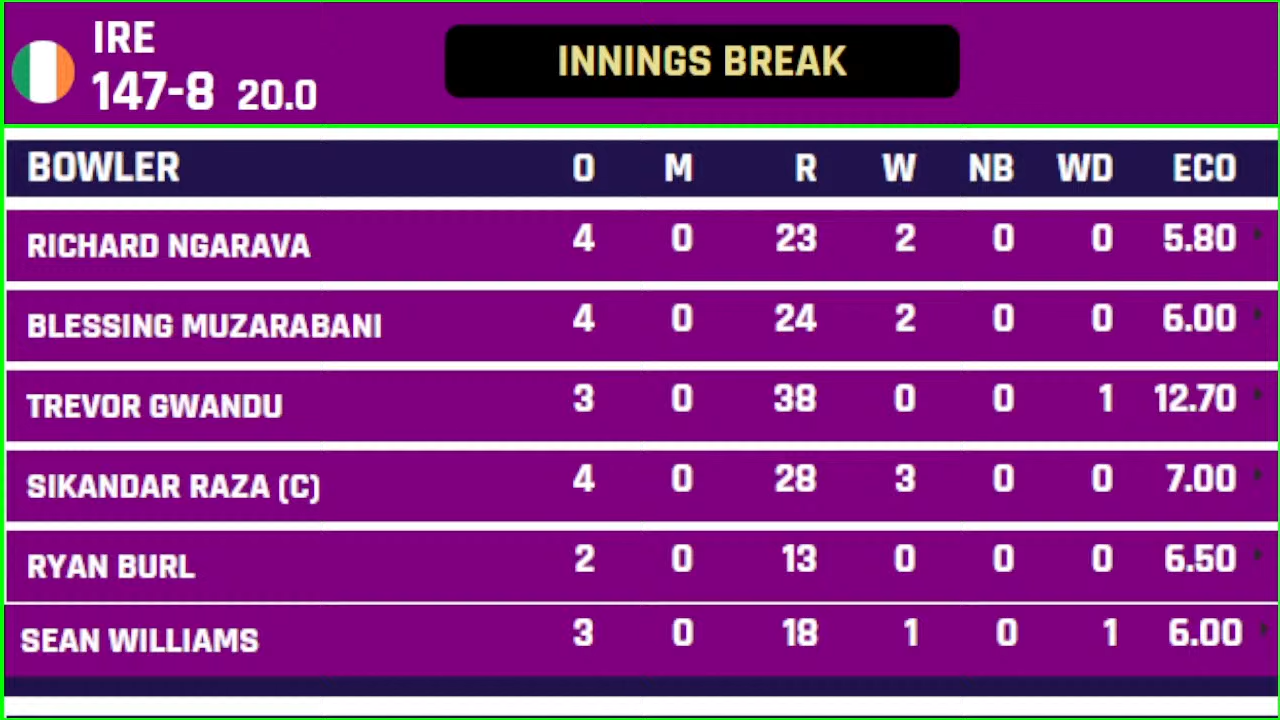 IRE
147-8 20.0
INNINGS BREAK
BOWLER O M R W NB WD ECO
RICHARD NGARAVA 4 0 23 2 0 0 5.80
BLESSING MUZARABANI 4 0 24 2 0 0 6.00
TREVOR GWANDU 3 0 38 0 0 1 12.70
SIKANDAR RAZA (C) 4 0 28 3 0 0 7.00
RYAN BURL 2 0 13 0 0 0 6.50
SEAN WILLIAMS 3 0 18 1 0 1 6.00